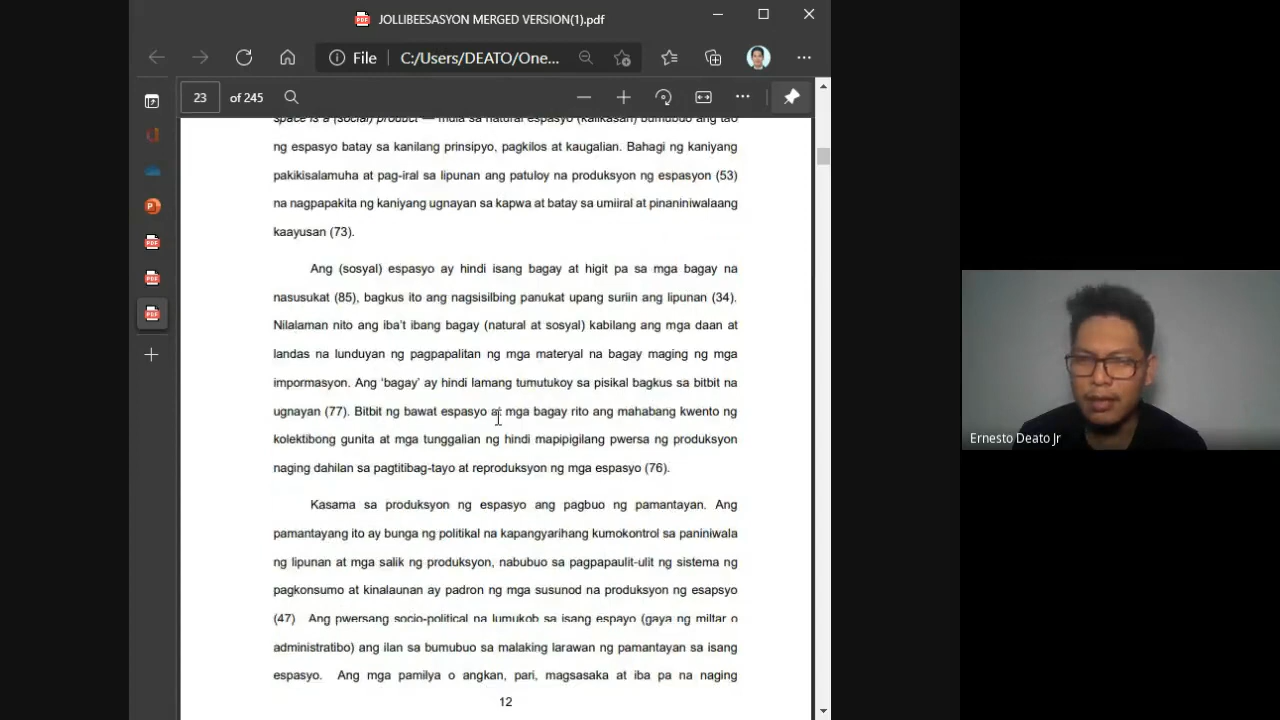 JOLLIBEESASYON MERGED VERSION(1).pdf
File C:/Users/DEATO/One...
23 of 245
space is a (social) product — mula sa natural espasyo (kalikasan) bumubuo ang tao
ng espasyo batay sa kanilang prinsipyo, pagkilos at kaugalian. Bahagi ng kaniyang
pakikisalamuha at pag-iral sa lipunan ang patuloy na produksyon ng espasyon (53)
na nagpapakita ng kaniyang ugnayan sa kapwa at batay sa umiiral at pinaniniwalaang
kaayusan (73).
Ang (sosyal) espasyo ay hindi isang bagay at higit pa sa mga bagay na
nasusukat (85), bagkus ito ang nagsisilbing panukat upang suriin ang lipunan (34).
Nilalaman nito ang iba't ibang bagay (natural at sosyal) kabilang ang mga daan at
landas na lunduyan ng pagpapalitan ng mga materyal na bagay maging ng mga
impormasyon. Ang 'bagay' ay hindi lamang tumutukoy sa pisikal bagkus sa bitbit na
ugnayan (77). Bitbit ng bawat espasyo at mga bagay rito ang mahabang kwento ng
kolektibong gunita at mga tunggalian ng hindi mapipigilang pwersa ng produksyon
naging dahilan sa pagtitibag-tayo at reproduksyon ng mga espasyo (76).
Kasama sa produksyon ng espasyo ang pagbuo ng pamantayan. Ang
pamantayang ito ay bunga ng politikal na kapangyarihang kumokontrol sa paniniwala
ng lipunan at mga salik ng produksyon, nabubuo sa pagpapaulit-ulit ng sistema ng
pagkonsumo at kinalaunan ay padron ng mga susunod na produksyon ng esapsyo
(47) Ang pwersang socio-political na lumukob sa isang espayo (gaya ng miltar o
administratibo) ang ilan sa bumubuo sa malaking larawan ng pamantayan sa isang
espasyo. Ang mga pamilya o angkan, pari, magsasaka at iba pa na naging
12
Ernesto Deato Jr